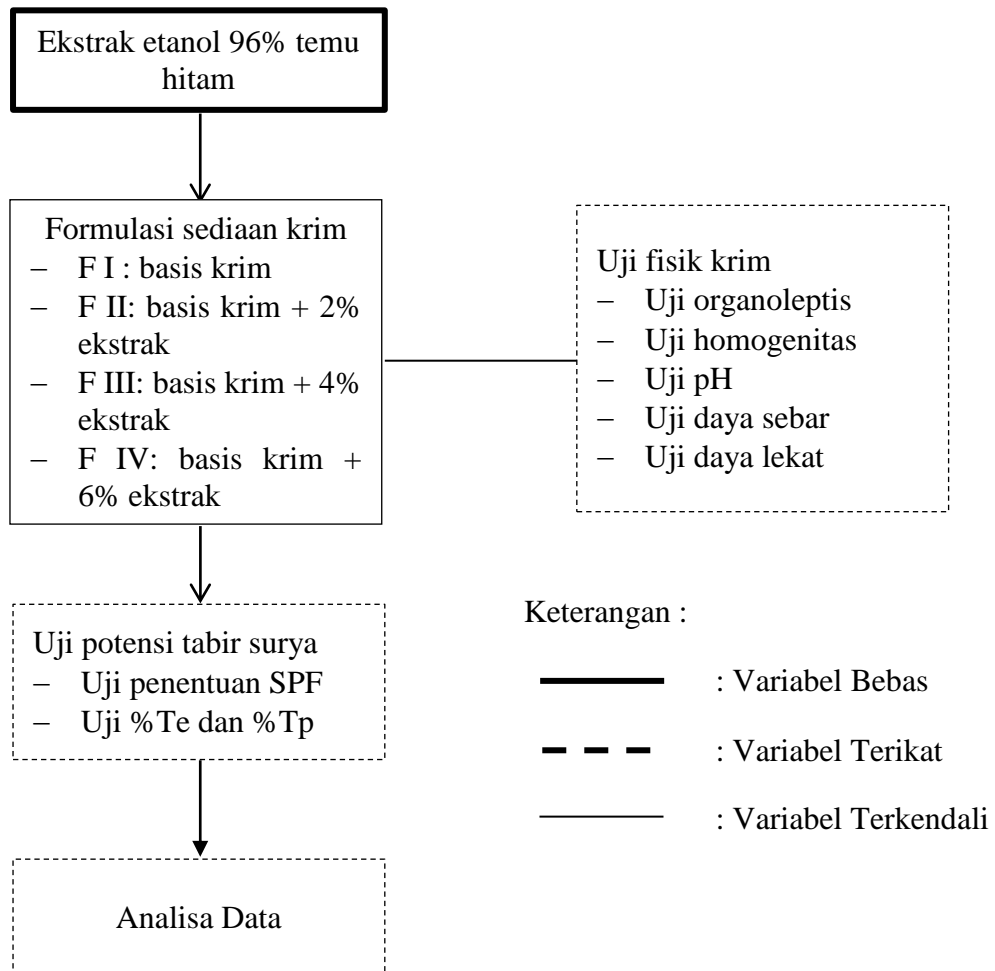 Ekstrak etanol 96% temu
hitam
Formulasi sediaan krim
– F I : basis krim
– F II: basis krim + 2%
ekstrak
– F III: basis krim + 4%
ekstrak
– F IV: basis krim +
6% ekstrak
Uji fisik krim
– Uji organoleptis
– Uji homogenitas
– Uji pH
– Uji daya sebar
– Uji daya lekat
Uji potensi tabir surya
– Uji penentuan SPF
– Uji %Te dan %Tp
Analisa Data
Keterangan :
: Variabel Bebas
: Variabel Terikat
: Variabel Terkendali